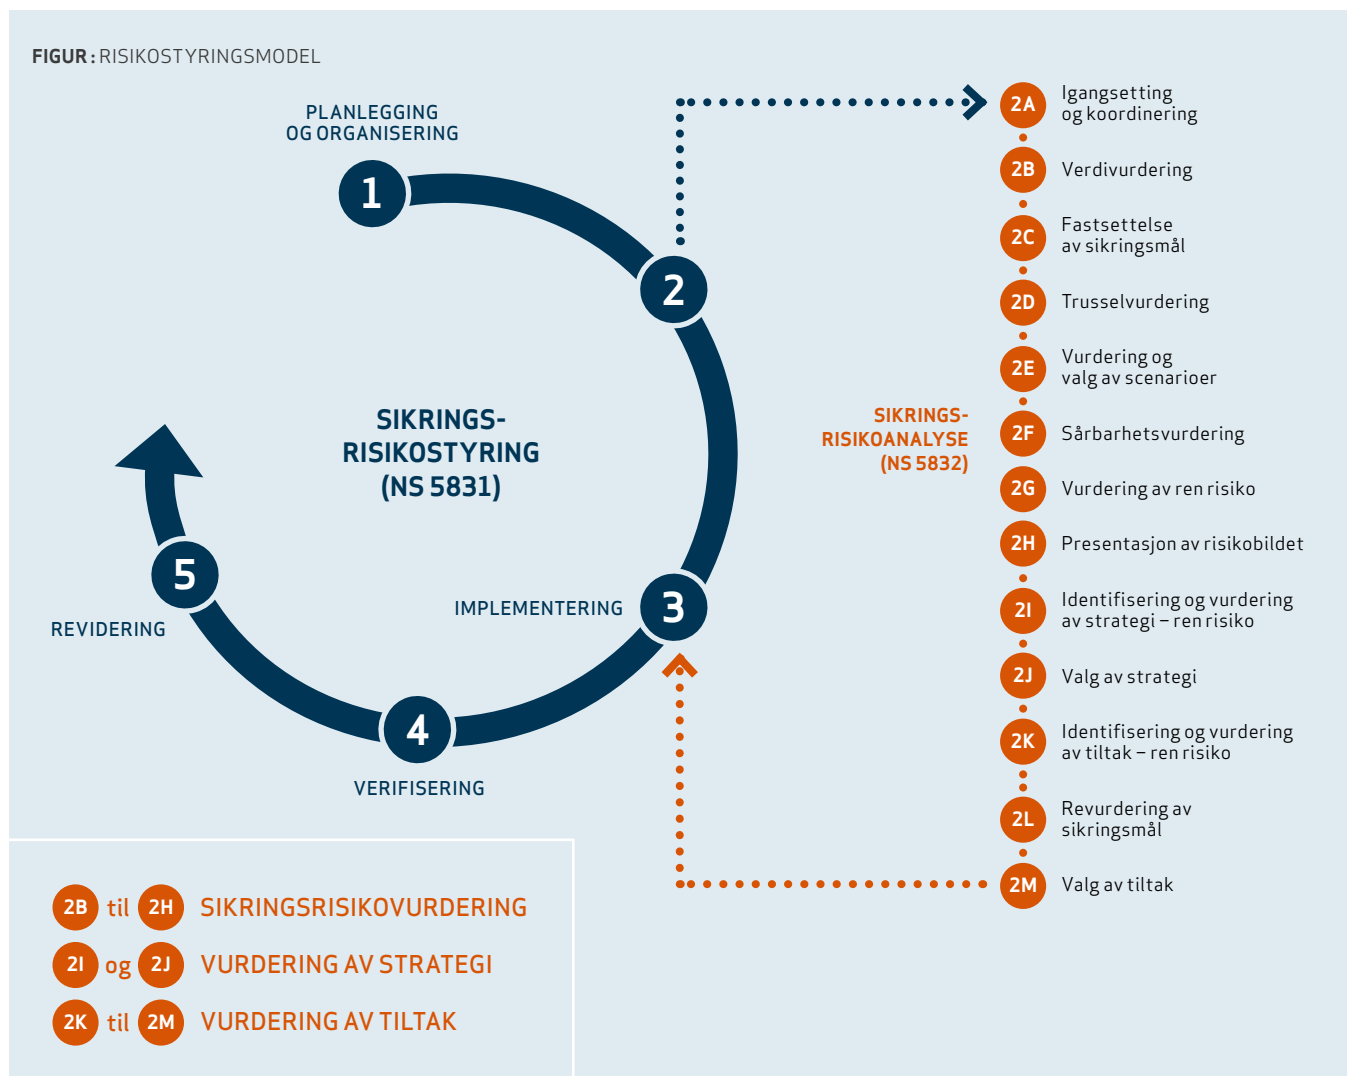 FIGUR: RISIKOSTYRINGSMODEL
PLANLEGGING
OG ORGANISERING
1
2
SIKRINGS-
RISIKOSTYRING
(NS 5831)
IMPLEMENTERING
3
4
VERIFISERING
5
REVIDERING
SIKRINGS-
RISIKOANALYSE
(NS 5832)
2A Igangsetting
og koordinering
2B Verdivurdering
2C Fastsettelse
av sikringsmål
2D Trusselvurdering
2E Vurdering og
valg av scenarioer
2F Sårbarhetsvurdering
2G Vurdering av ren risiko
2H Presentasjon av risikobildet
2I Identifisering og vurdering
av strategi – ren risiko
2J Valg av strategi
2K Identifisering og vurdering
av tiltak – ren risiko
2L Revurdering av
sikringsmål
2M Valg av tiltak
2B til 2H SIKRINGSRISIKOVURDERING
2I og 2J VURDERING AV STRATEGI
2K til 2M VURDERING AV TILTAK